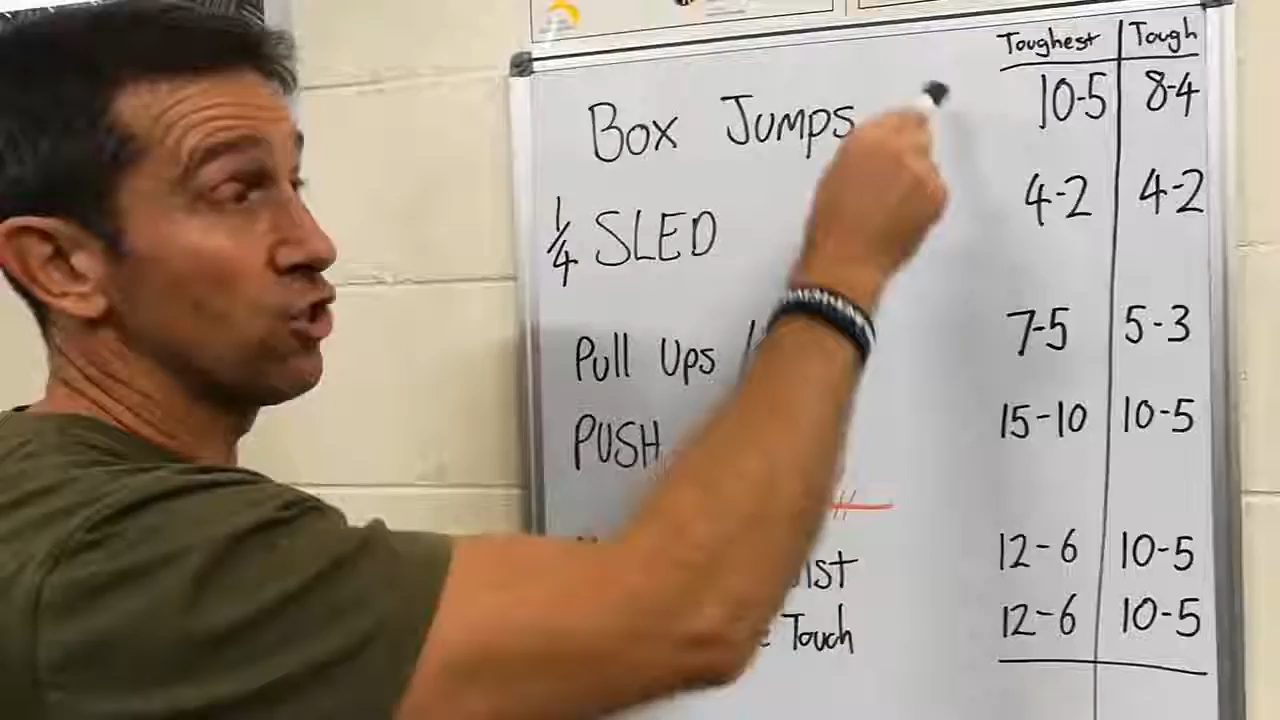 Toughest Tough
Box Jumps 10-5 8-4
1/4 SLED 4-2 4-2
Pull Ups 7-5 5-3
PUSH 15-10 10-5
12-6 10-5
Touch 12-6 10-5